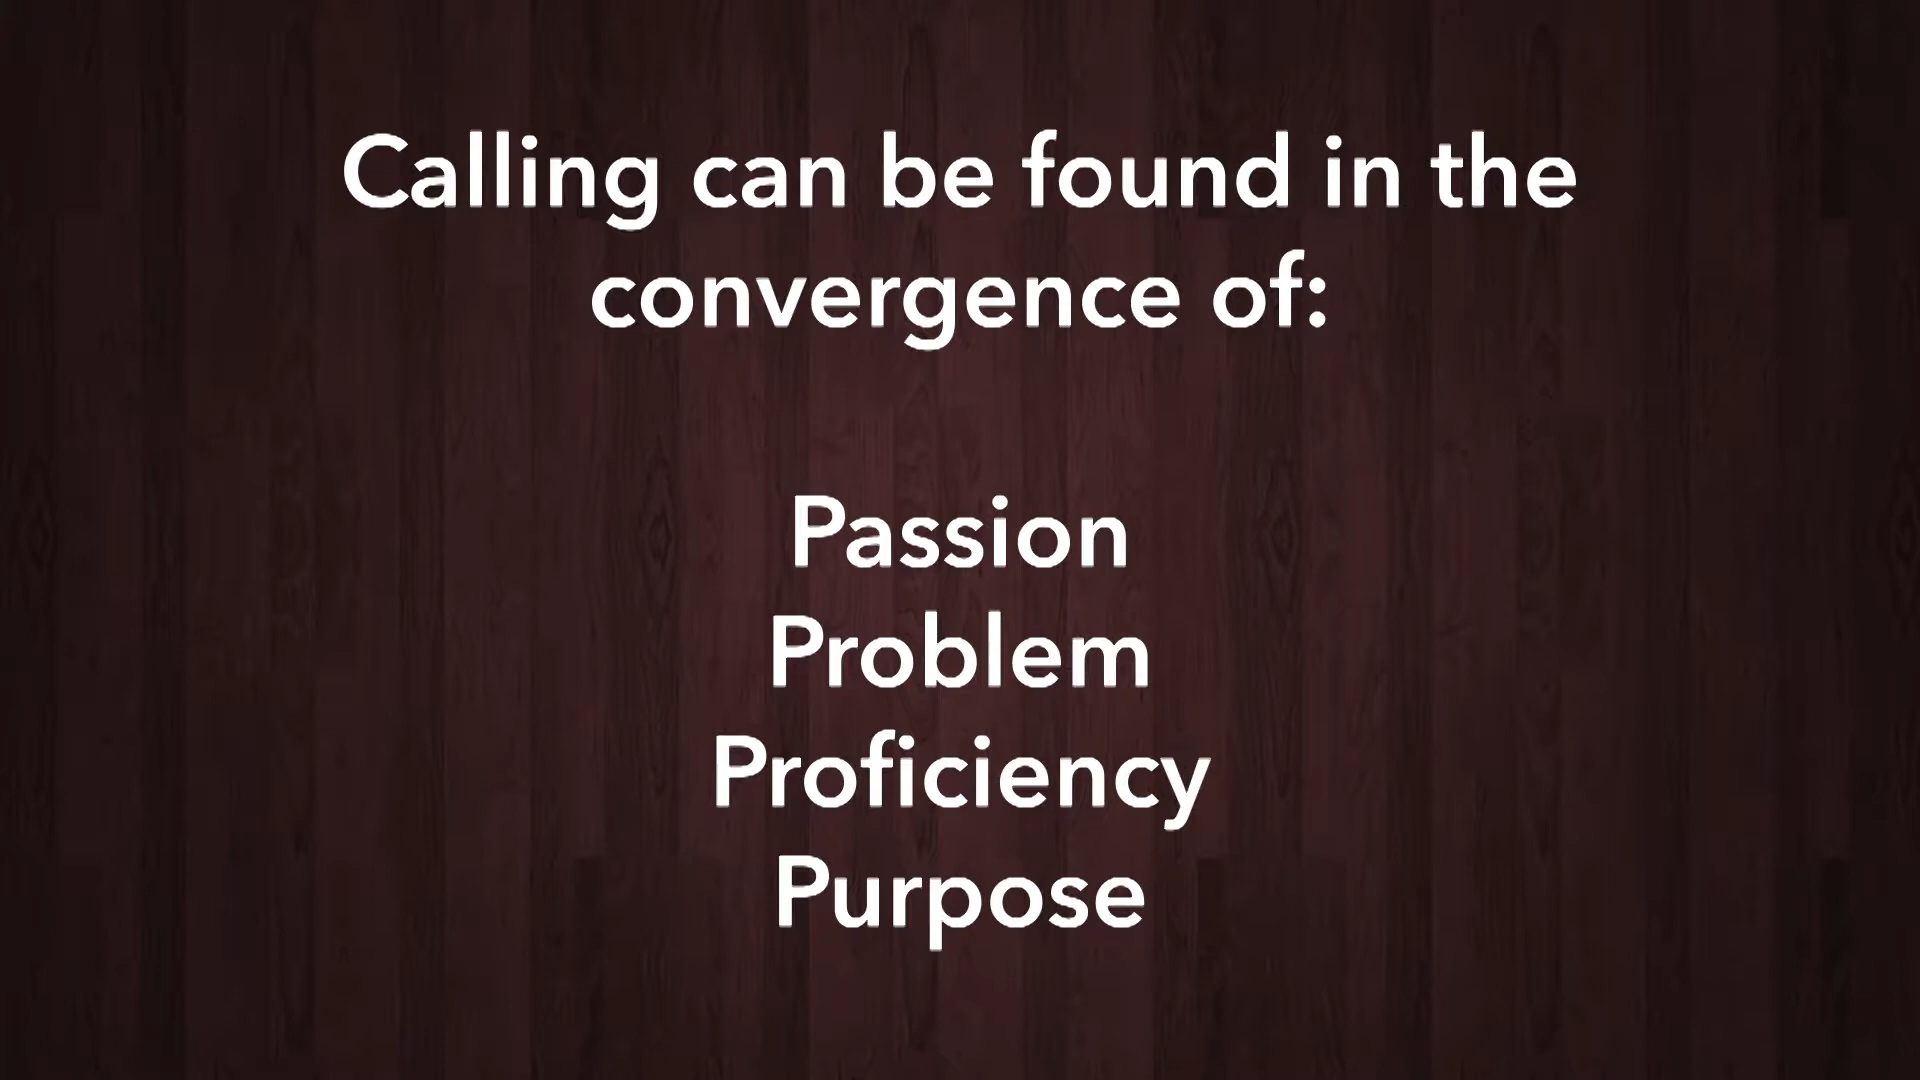 Calling can be found in the
convergence of:
Passion
Problem
Proficiency
Purpose